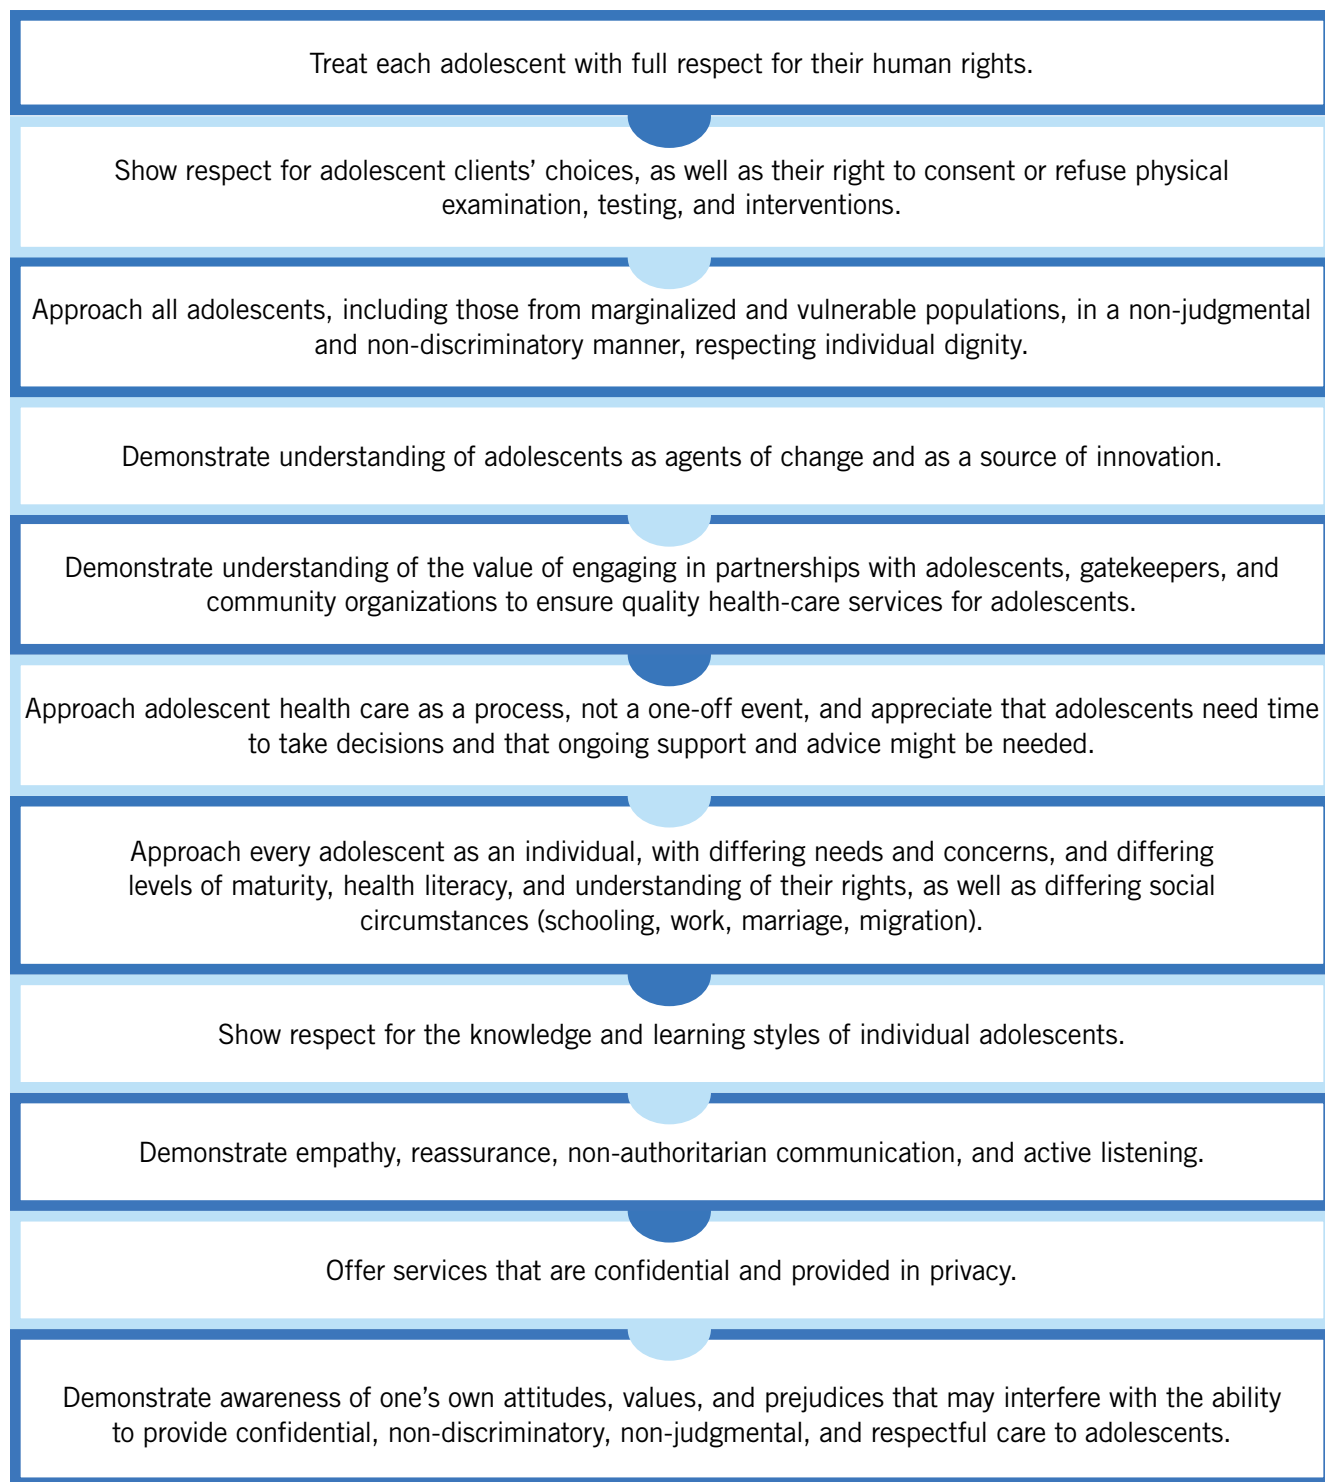 Treat each adolescent with full respect for their human rights.
Show respect for adolescent clients’ choices, as well as their right to consent or refuse physical
examination, testing, and interventions.
Approach all adolescents, including those from marginalized and vulnerable populations, in a non-judgmental
and non-discriminatory manner, respecting individual dignity.
Demonstrate understanding of adolescents as agents of change and as a source of innovation.
Demonstrate understanding of the value of engaging in partnerships with adolescents, gatekeepers, and
community organizations to ensure quality health-care services for adolescents.
Approach adolescent health care as a process, not a one-off event, and appreciate that adolescents need time
to take decisions and that ongoing support and advice might be needed.
Approach every adolescent as an individual, with differing needs and concerns, and differing
levels of maturity, health literacy, and understanding of their rights, as well as differing social
circumstances (schooling, work, marriage, migration).
Show respect for the knowledge and learning styles of individual adolescents.
Demonstrate empathy, reassurance, non-authoritarian communication, and active listening.
Offer services that are confidential and provided in privacy.
Demonstrate awareness of one’s own attitudes, values, and prejudices that may interfere with the ability
to provide confidential, non-discriminatory, non-judgmental, and respectful care to adolescents.